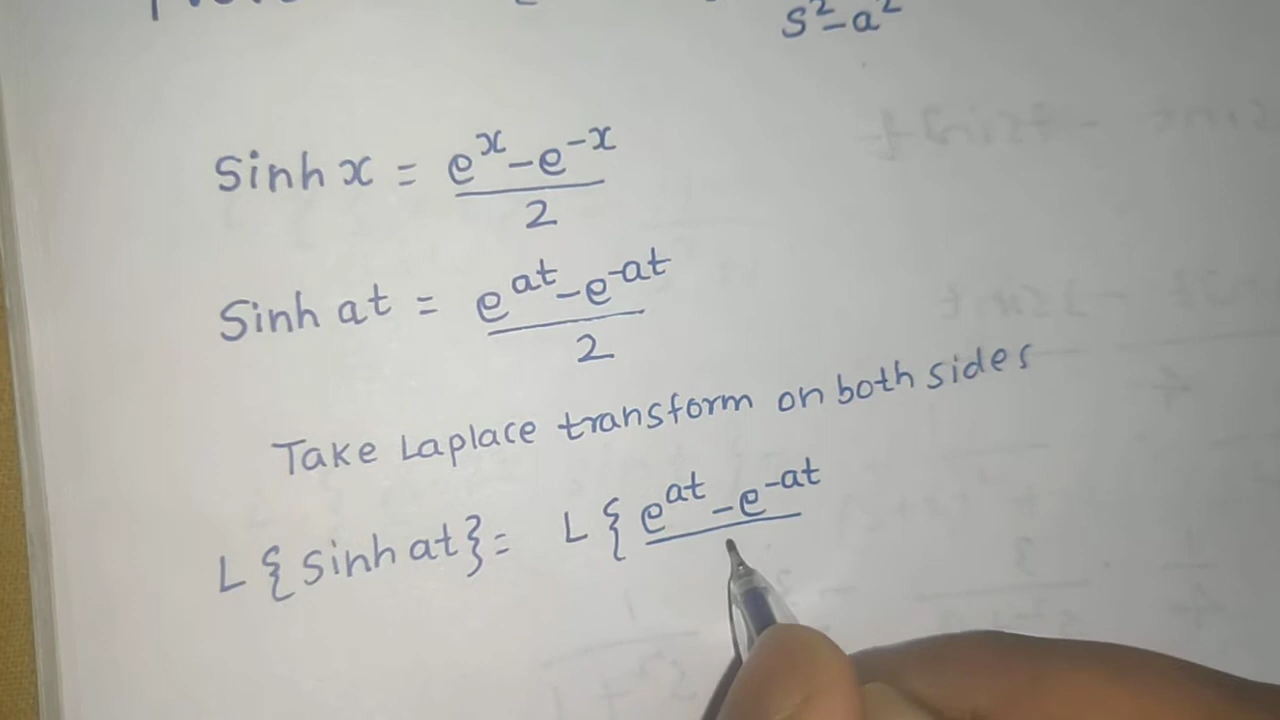 s²-a²
Sinh x = e^x - e^-x / 2
Sinh at = e^at - e^-at / 2
Take Laplace transform on both sides
L{sinh at} = L{e^at - e^-at